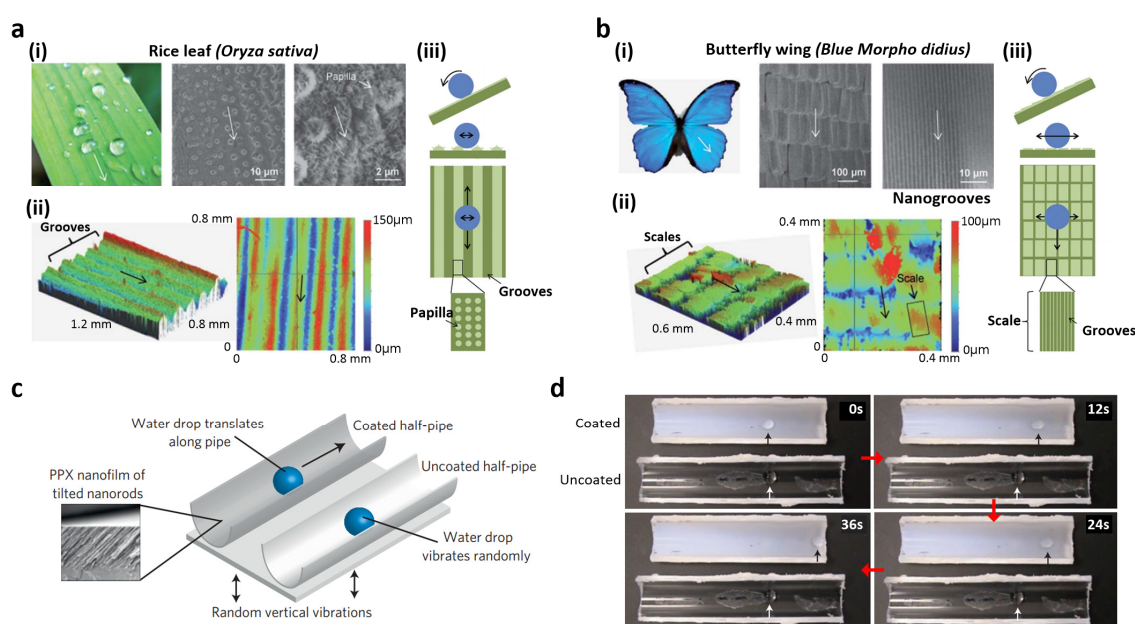 a
(i)
Rice leaf (Oryza sativa)
(iii)
Papilla
10 µm
2 µm
(ii)
Grooves
1.2 mm
0.8 mm
0.8 mm
0
0
0.8 mm
150µm
0µm
Grooves
Papilla
b
(i)
Butterfly wing (Blue Morpho didius)
(iii)
100 µm
10 µm
Nanogrooves
(ii)
Scales
0.6 mm
0.4 mm
0.4 mm
Scale
0
0
0.4 mm
100µm
0µm
Scale
Grooves
c
Water drop translates
along pipe
Coated half-pipe
Uncoated half-pipe
PPX nanofilm of
tilted nanorods
Water drop
vibrates randomly
Random vertical vibrations
d
Coated
Uncoated
0s
12s
36s
24s